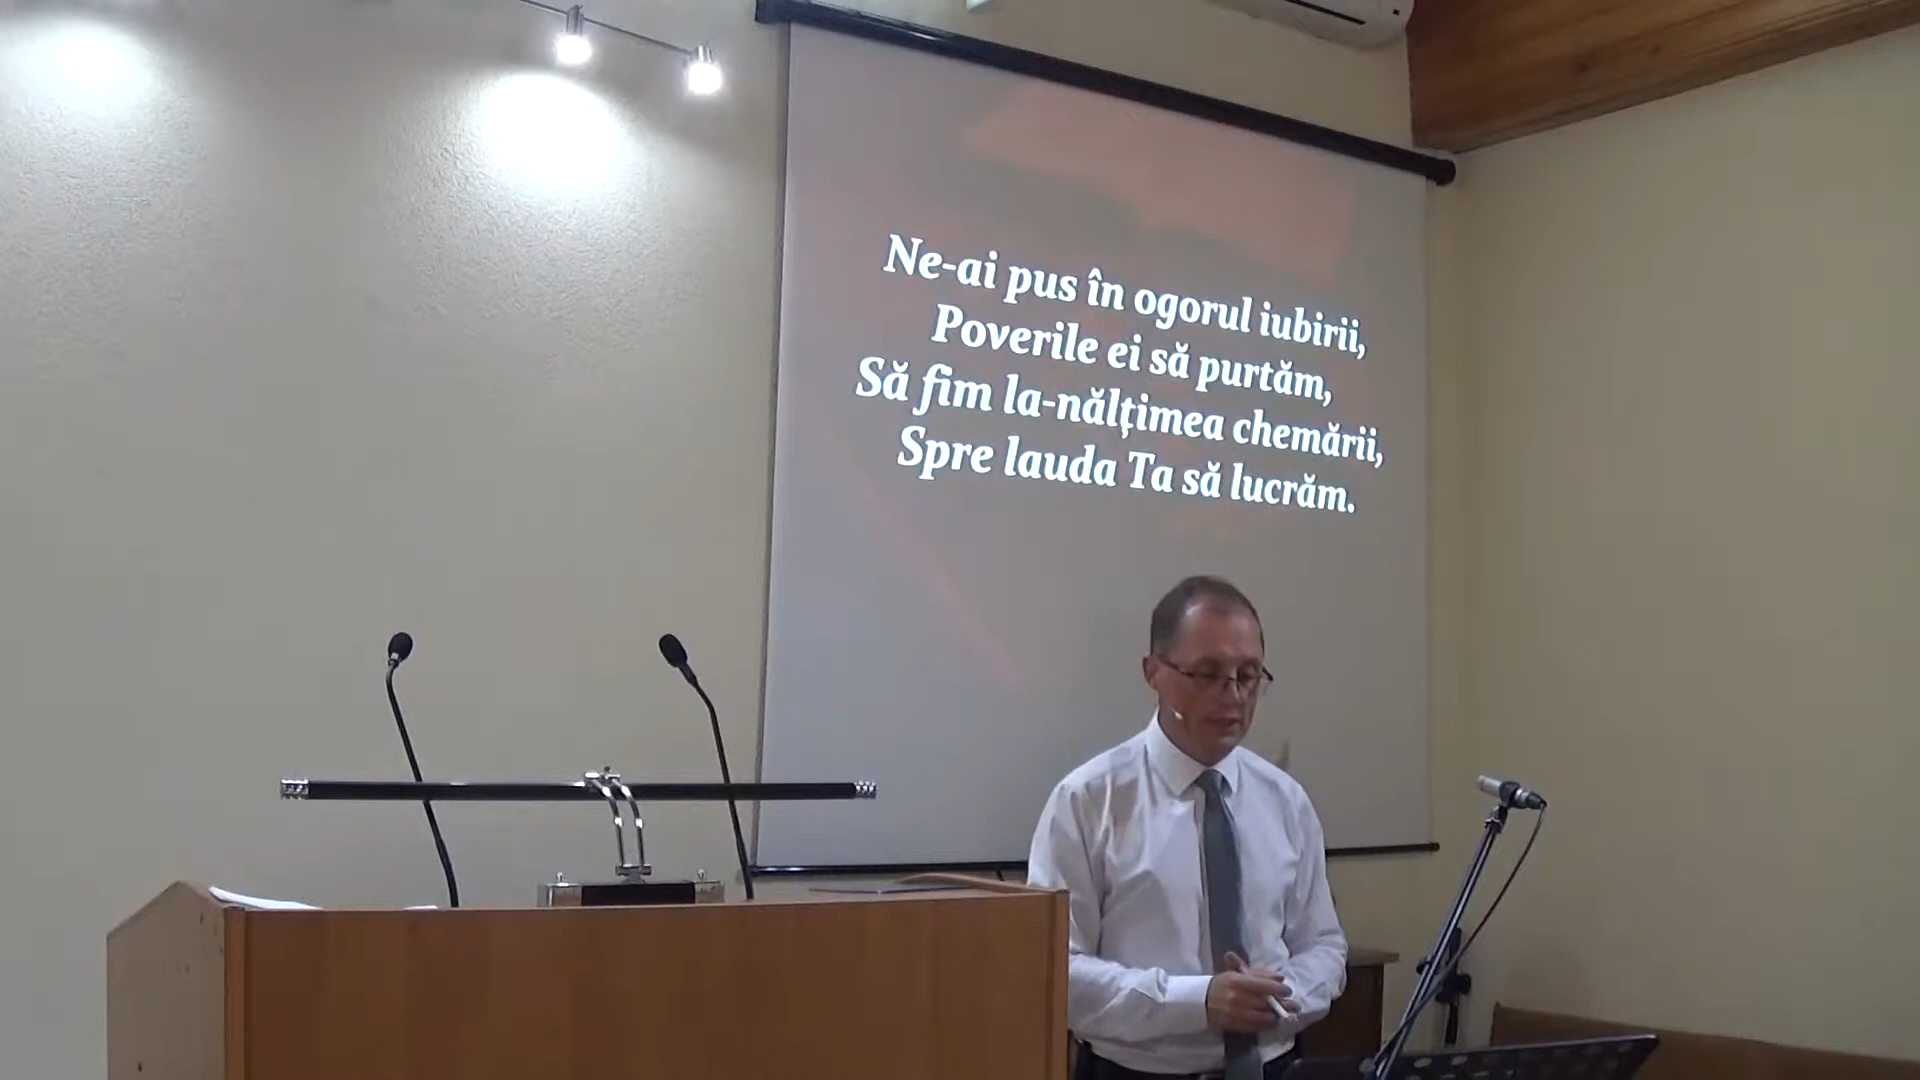 Ne-ai pus în ogorul iubirii,
Poverile ei să purtăm,
Să fim la-nălțimea chemării,
Spre lauda Ta să lucrăm.